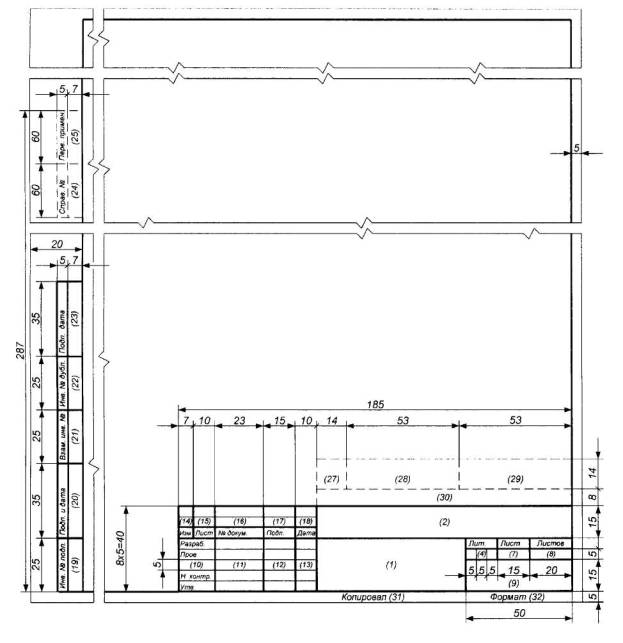 5 7
60
Перв. примен.
(25)
5
60
Справ. №
(24)
20
5 7
287
35
Подп. дата
(23)
25
Инв. № дубл.
(22)
25
Взам. инв. №
(21)
35
Подп. и дата
(20)
25
Инв. № подл.
(19)
185
7 10 23 15 10 14 53 53
(27) (28) (29) 14
(30) 8
8х5=40
(14) (15) (16) (17) (18) (2) 15
Изм Лист № докум. Подп. Дата
Разраб. Лит. Лист Листов
Пров (4) (7) (8) 5
5 (10) (11) (12) (13) (1) 5 5 5 15 20 15
Н контр. (9)
Утв
Копировал (31) Формат (32) 5
50